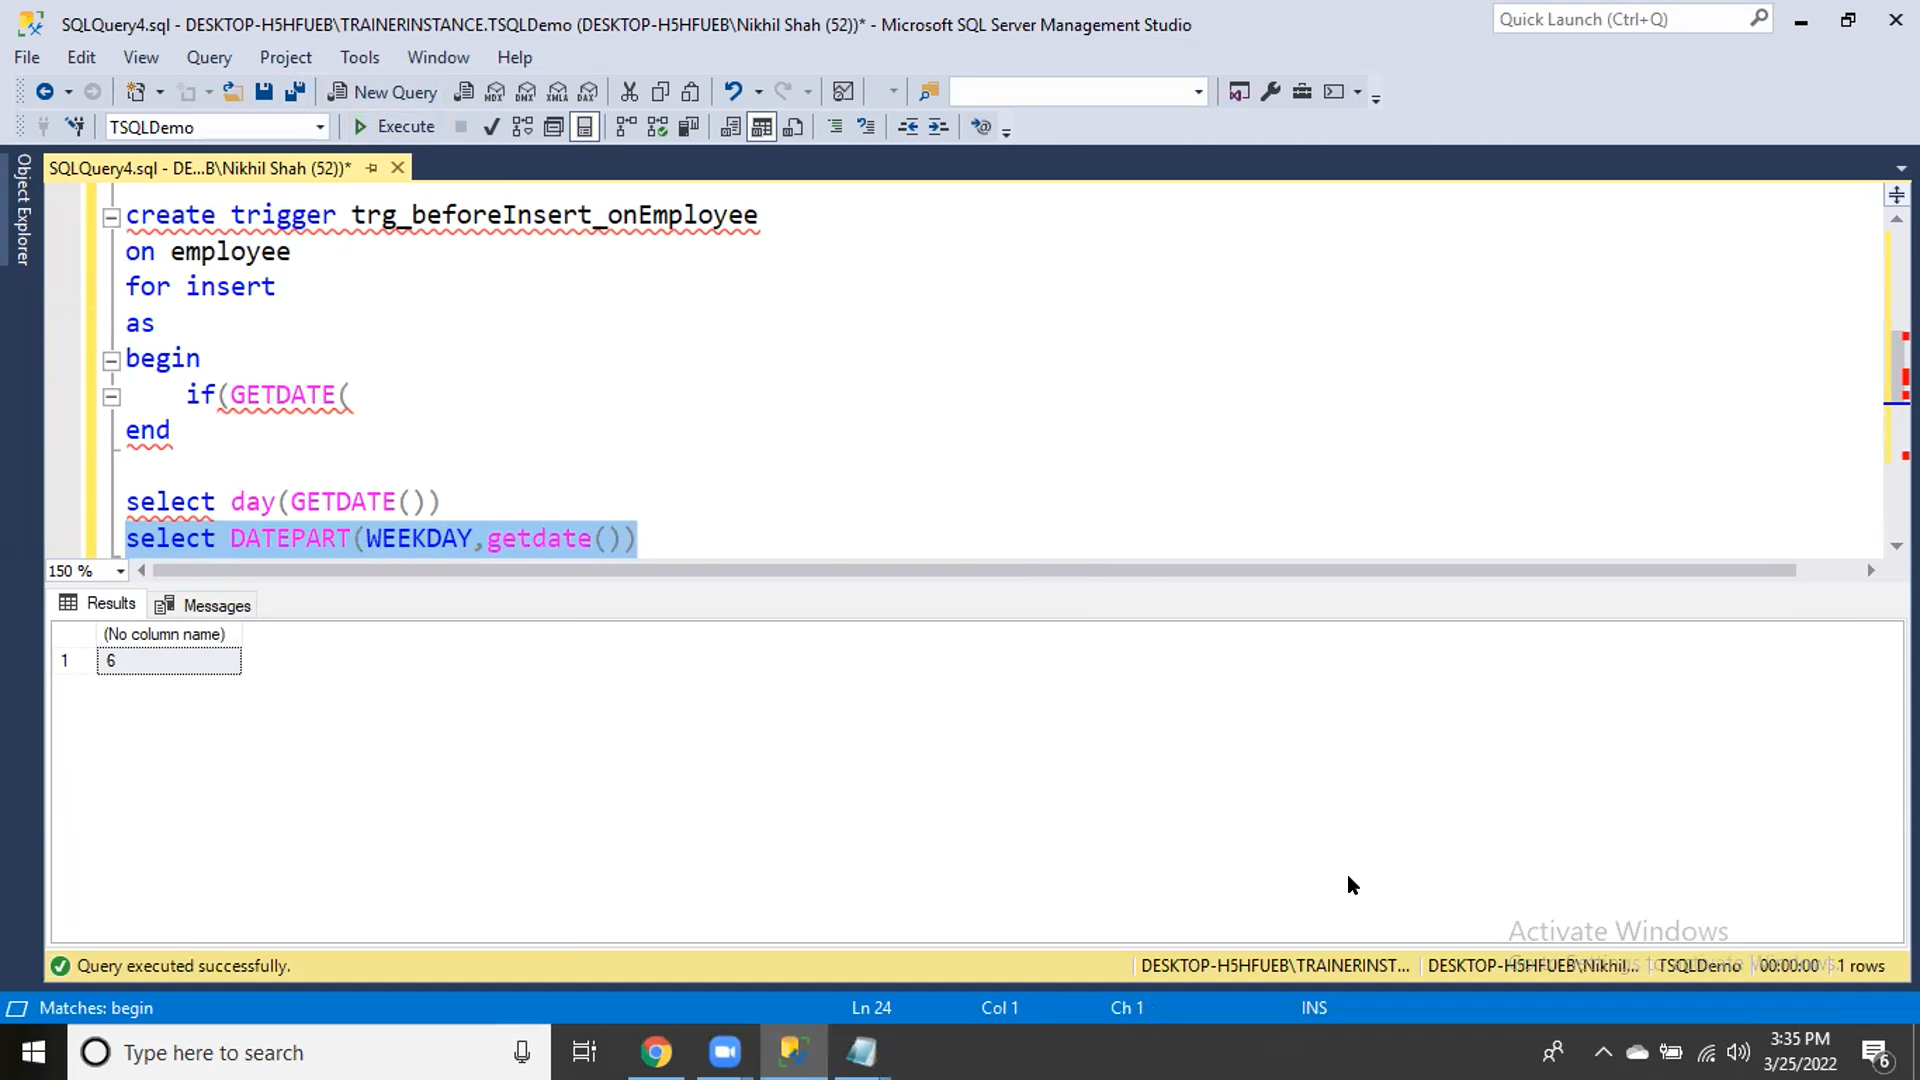 SQLQuery4.sql - DESKTOP-H5HFUEB\TRAINERINSTANCE.TSQLDemo (DESKTOP-H5HFUEB\Nikhil Shah (52))* - Microsoft SQL Server Management Studio
Quick Launch (Ctrl+Q)
File Edit View Query Project Tools Window Help
New Query
TSQLDemo Execute
SQLQuery4.sql - DE...B\Nikhil Shah (52))*
Object Explorer
create trigger trg_beforeInsert_onEmployee
on employee
for insert
as
begin
if(GETDATE(
end
select day(GETDATE())
select DATEPART(WEEKDAY,getdate())
150 %
Results Messages
(No column name)
1 6
Activate Windows
Query executed successfully. DESKTOP-H5HFUEB\TRAINERINST... DESKTOP-H5HFUEB\Nikhil... TSQLDemo 00:00:00 1 rows
Matches: begin Ln 24 Col 1 Ch 1 INS
Type here to search
3:35 PM
3/25/2022
6